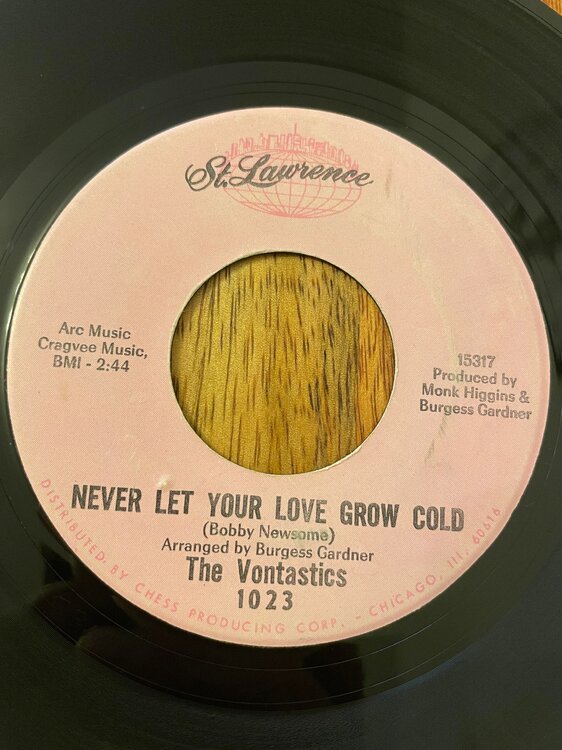 St. Lawrence
Arc Music
Cragvee Music,
BMI - 2:44
15317
Produced by
Monk Higgins &
Burgess Gardner
NEVER LET YOUR LOVE GROW COLD
(Bobby Newsome)
Arranged by Burgess Gardner
The Vontastics
1023
DISTRIBUTED BY CHESS PRODUCING CORP. - CHICAGO, Ill. 60616